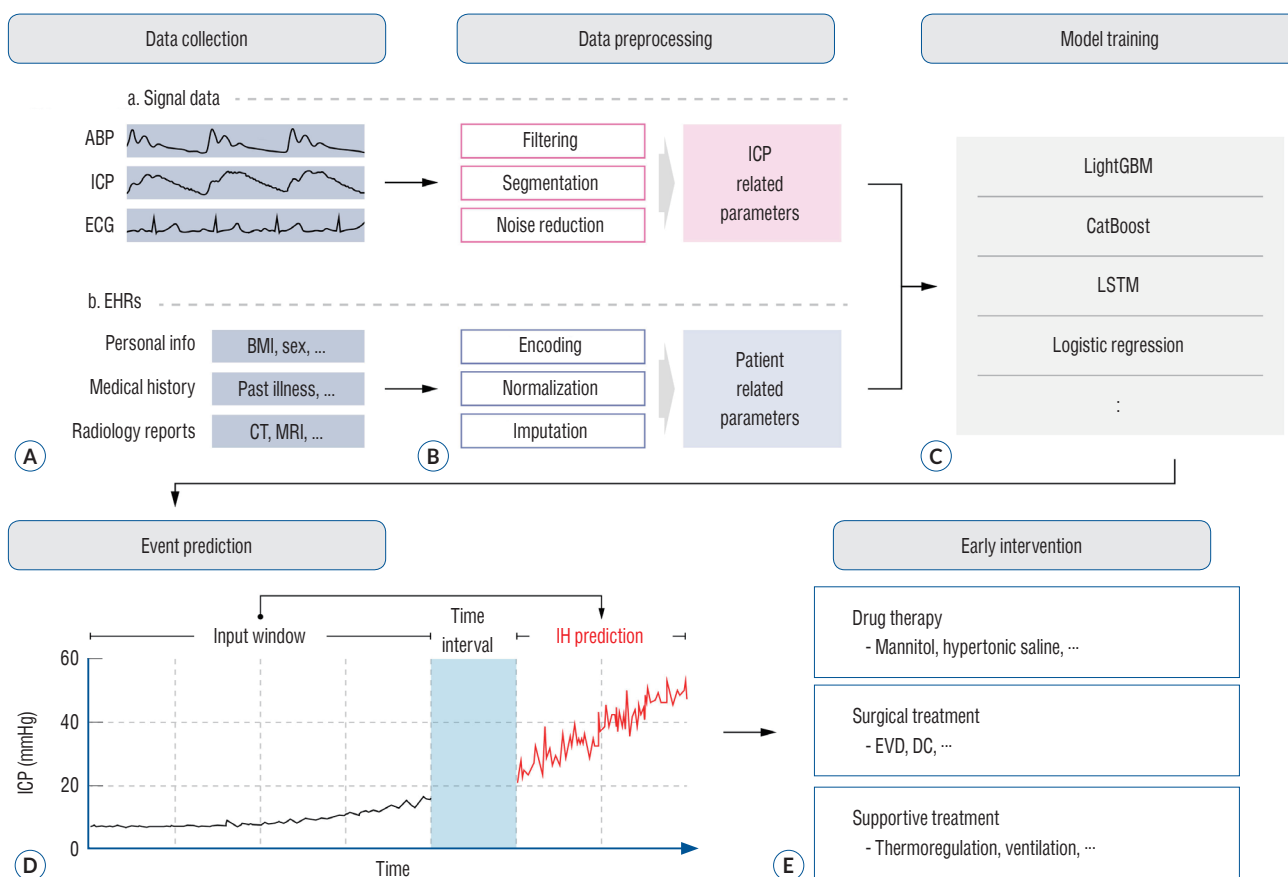 Data collection
Data preprocessing
Model training
a. Signal data
ABP
ICP
ECG
Filtering
Segmentation
Noise reduction
ICP
related
parameters
b. EHRs
Personal info
BMI, sex, ...
Medical history
Past illness, ...
Radiology reports
CT, MRI, ...
Encoding
Normalization
Imputation
Patient
related
parameters
LightGBM
CatBoost
LSTM
Logistic regression
:
A
B
C
Event prediction
Early intervention
Input window
Time
interval
IH prediction
ICP (mmHg)
60
40
20
0
Time
D
Drug therapy
- Mannitol, hypertonic saline, ···
Surgical treatment
- EVD, DC, ···
Supportive treatment
- Thermoregulation, ventilation, ···
E